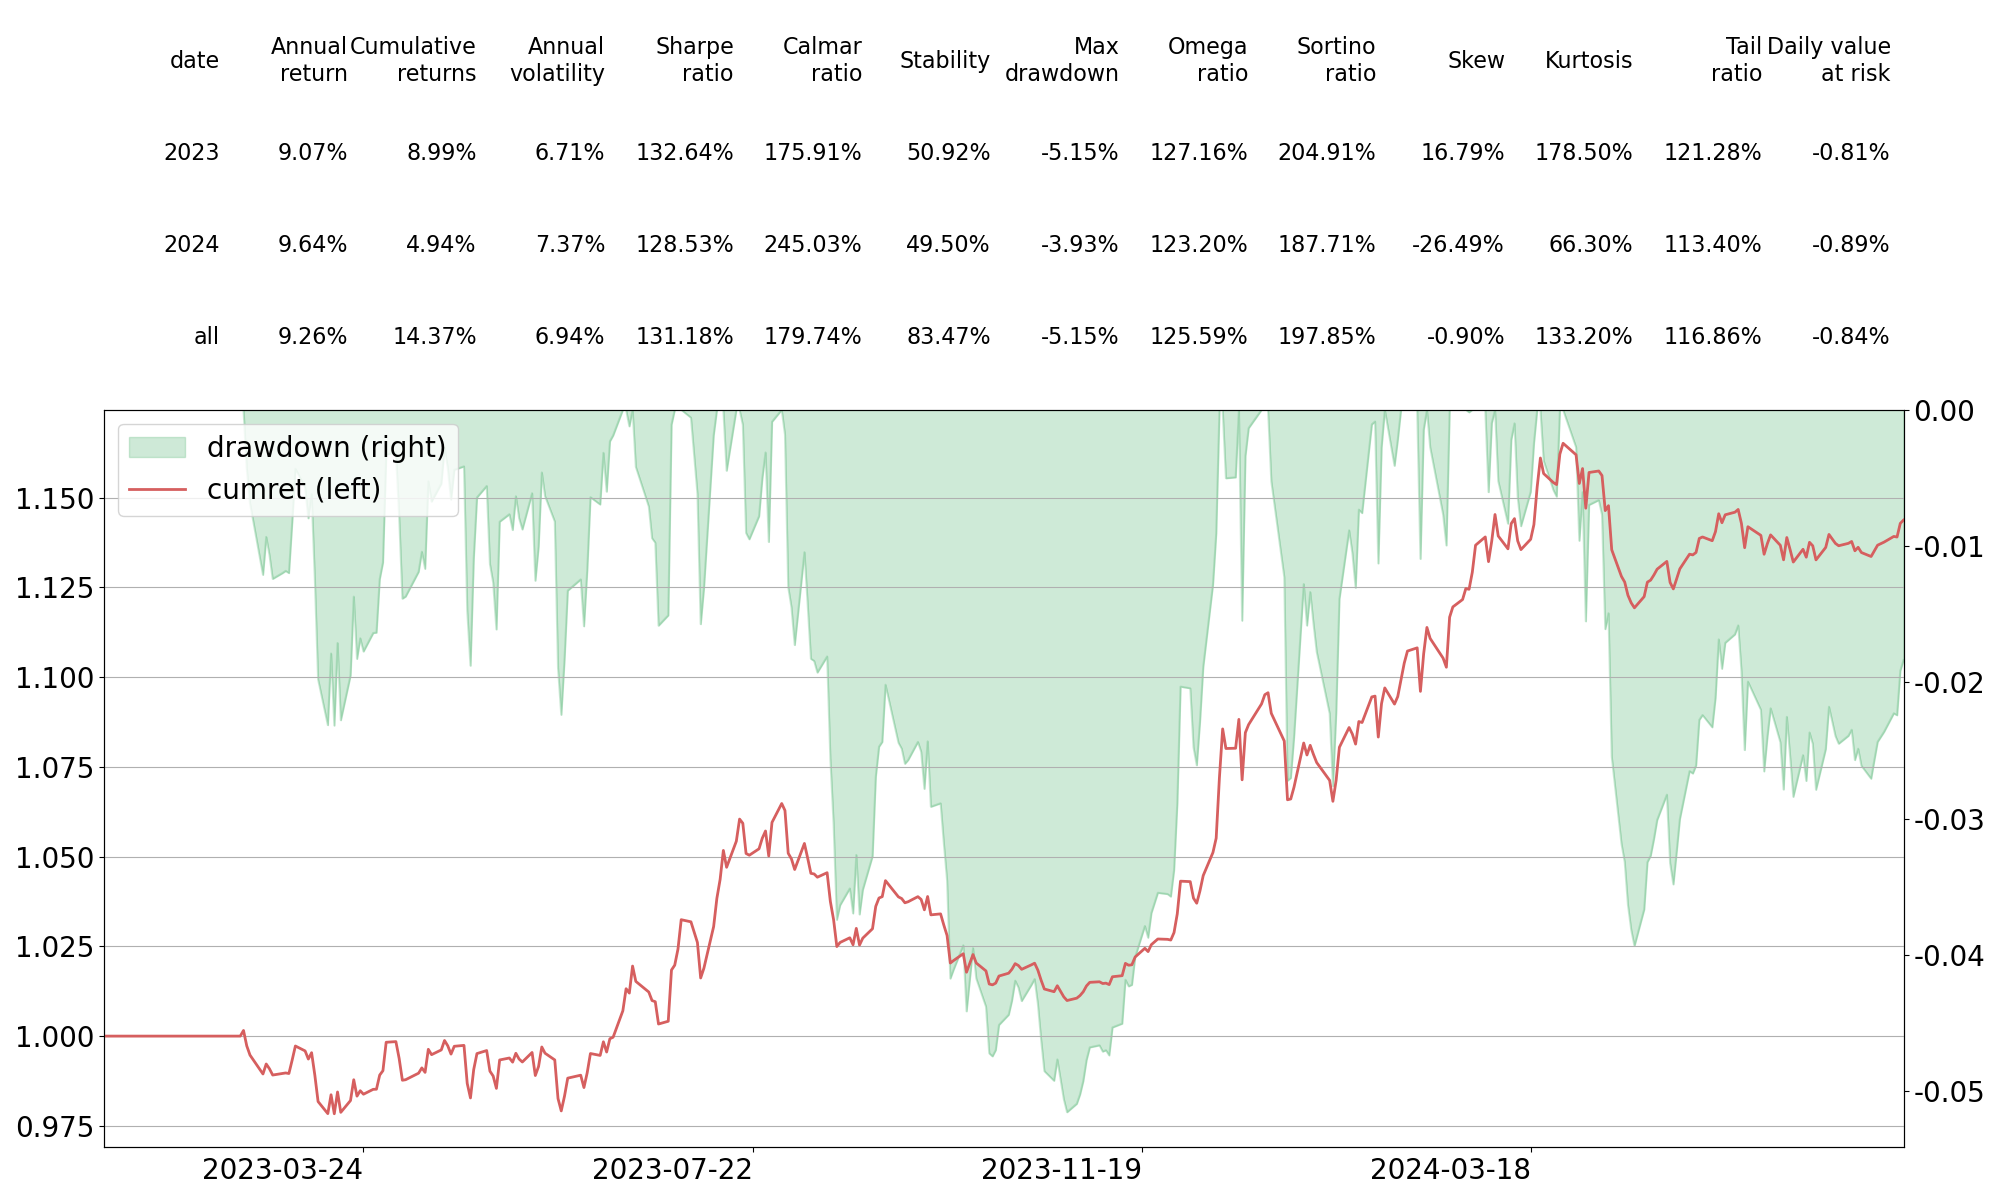 date Annual return Cumulative returns Annual volatility Sharpe ratio Calmar ratio Stability Max drawdown Omega ratio Sortino ratio Skew Kurtosis Tail ratio Daily value at risk
2023 9.07% 8.99% 6.71% 132.64% 175.91% 50.92% -5.15% 127.16% 204.91% 16.79% 178.50% 121.28% -0.81%
2024 9.64% 4.94% 7.37% 128.53% 245.03% 49.50% -3.93% 123.20% 187.71% -26.49% 66.30% 113.40% -0.89%
all 9.26% 14.37% 6.94% 131.18% 179.74% 83.47% -5.15% 125.59% 197.85% -0.90% 133.20% 116.86% -0.84%
drawdown (right)
cumret (left)
1.150
1.125
1.100
1.075
1.050
1.025
1.000
0.975
0.00
-0.01
-0.02
-0.03
-0.04
-0.05
2023-03-24 2023-07-22 2023-11-19 2024-03-18